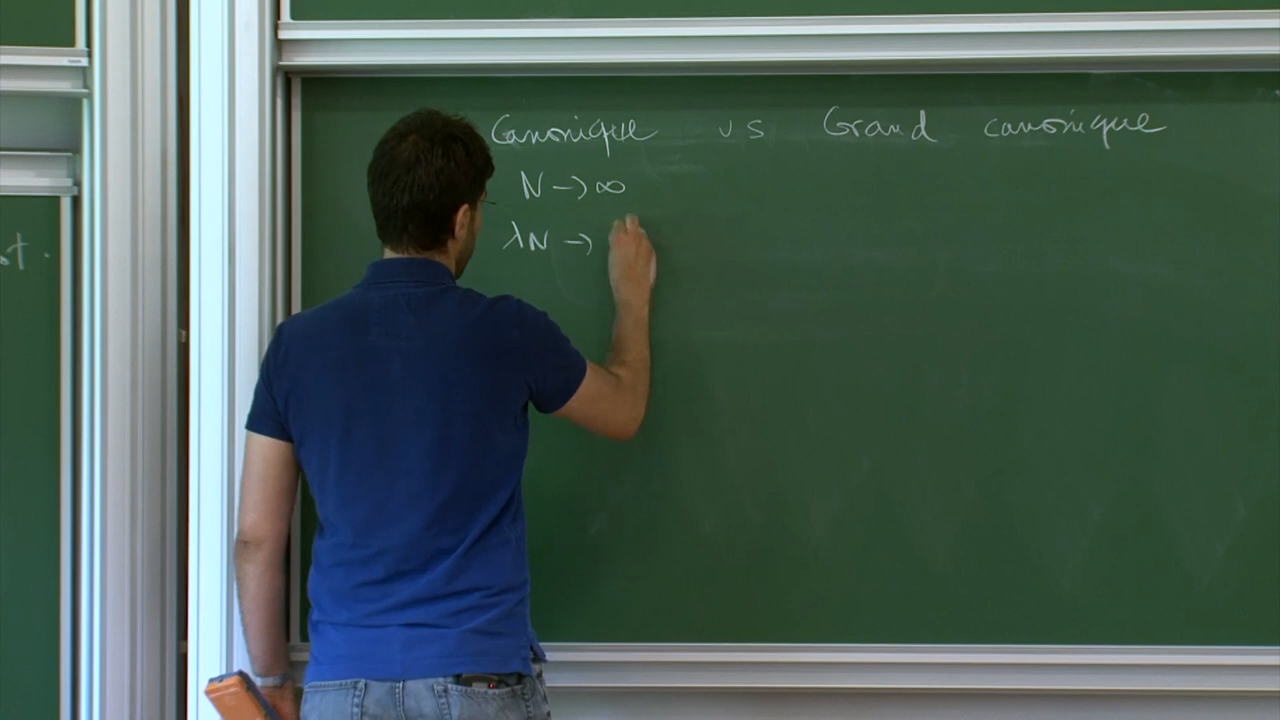 Canonique vs Grand canonique
N → ∞
λN →